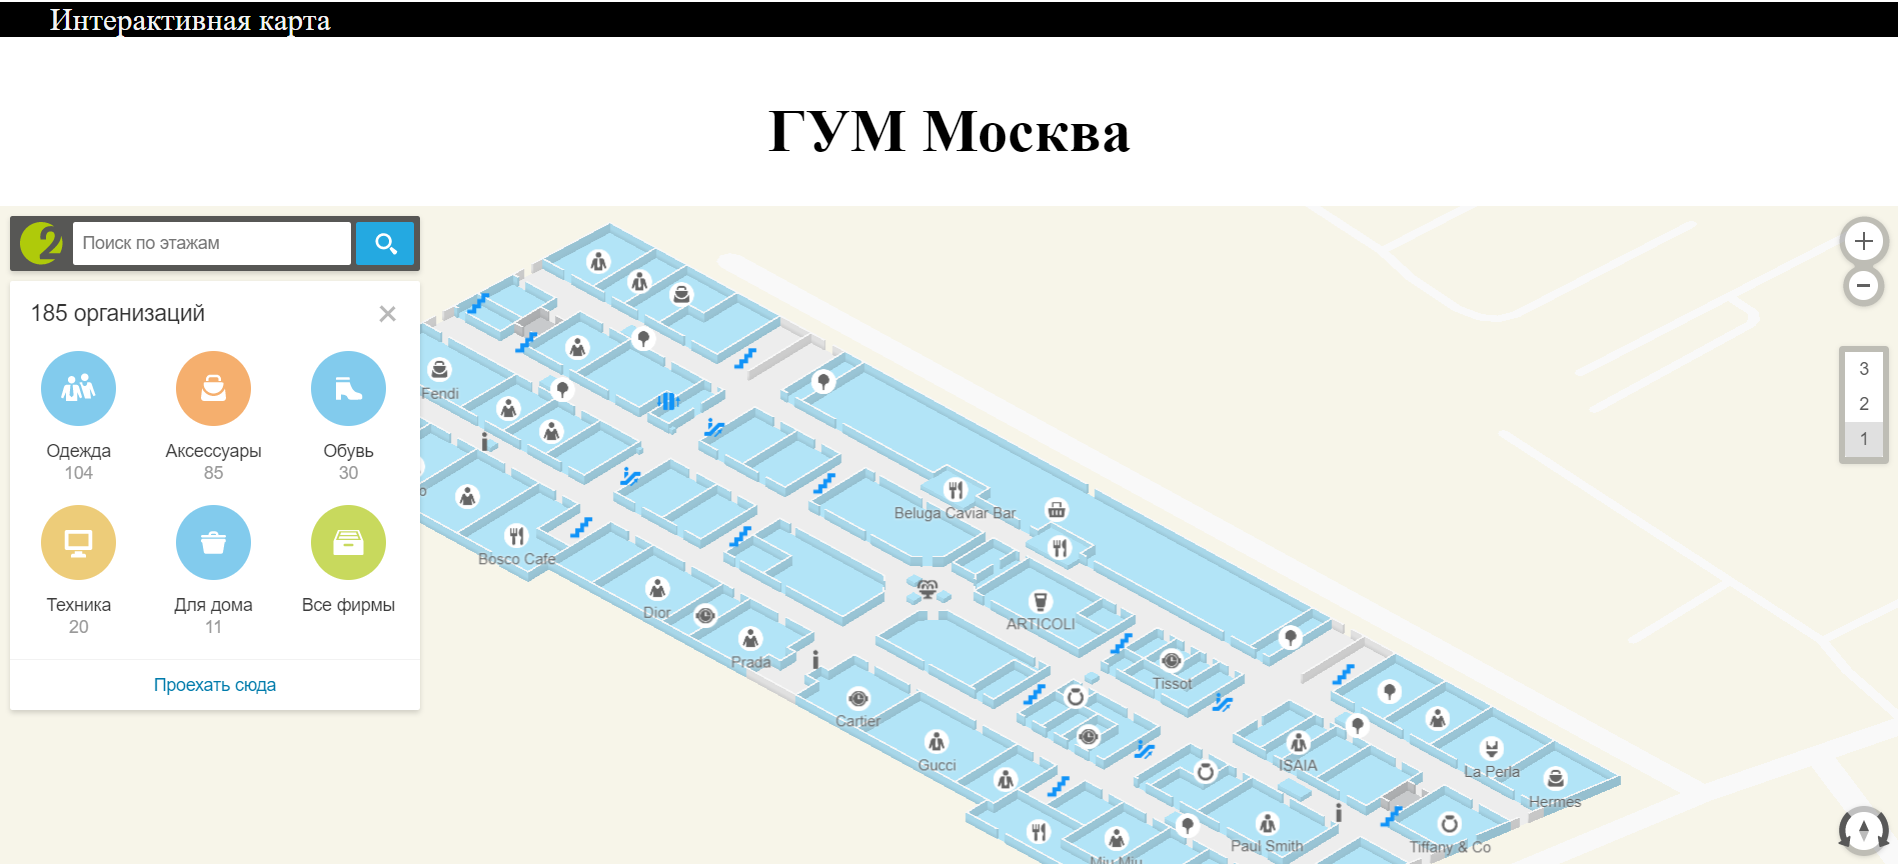 Интерактивная карта
ГУМ Москва
2
Поиск по этажам
185 организаций
Одежда
104
Аксессуары
85
Обувь
30
Техника
20
Для дома
11
Все фирмы
Проехать сюда
3
2
1
Fendi
Beluga Caviar Bar
Bosco Cafe
Dior
ARTICOLI
Prada
Tissot
Cartier
Gucci
ISAIA
La Perla
Hermes
Paul Smith
Tiffany & Co
Miu Miu